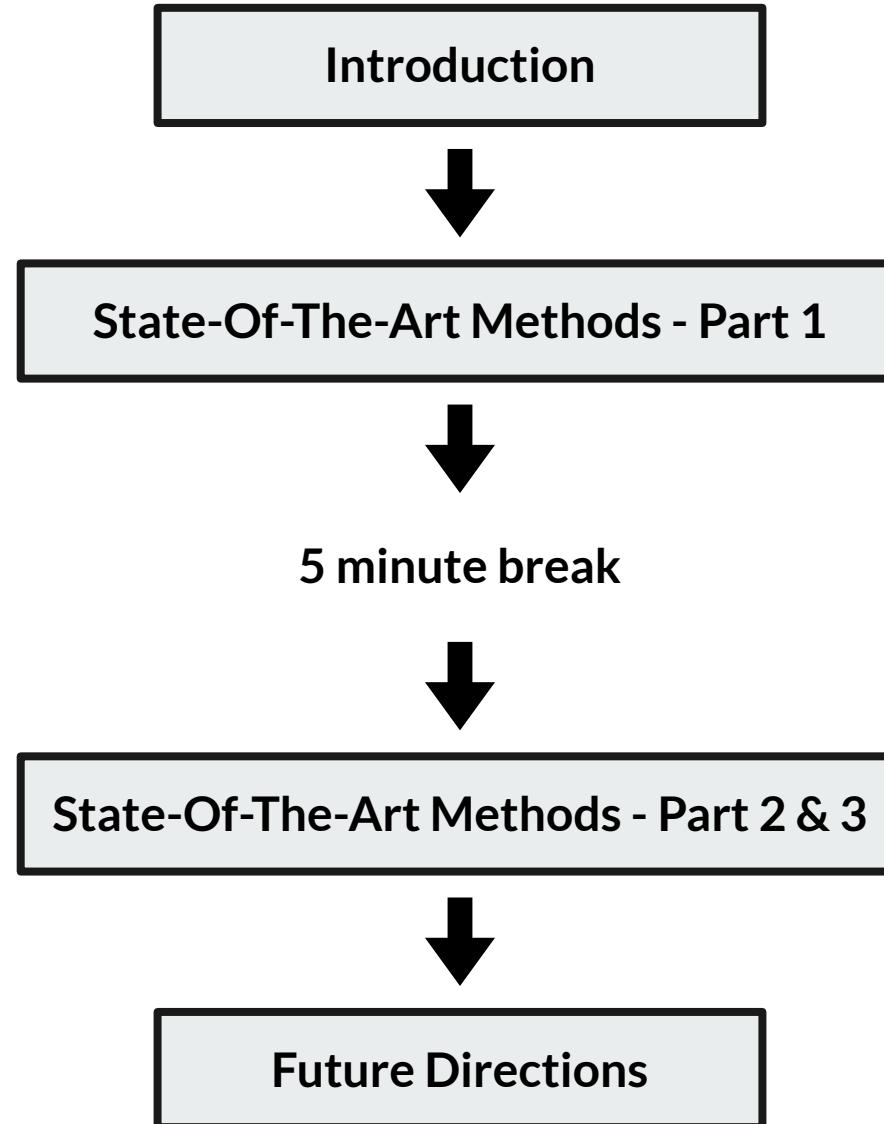 Introduction
State-Of-The-Art Methods - Part 1
5 minute break
State-Of-The-Art Methods - Part 2 & 3
Future Directions